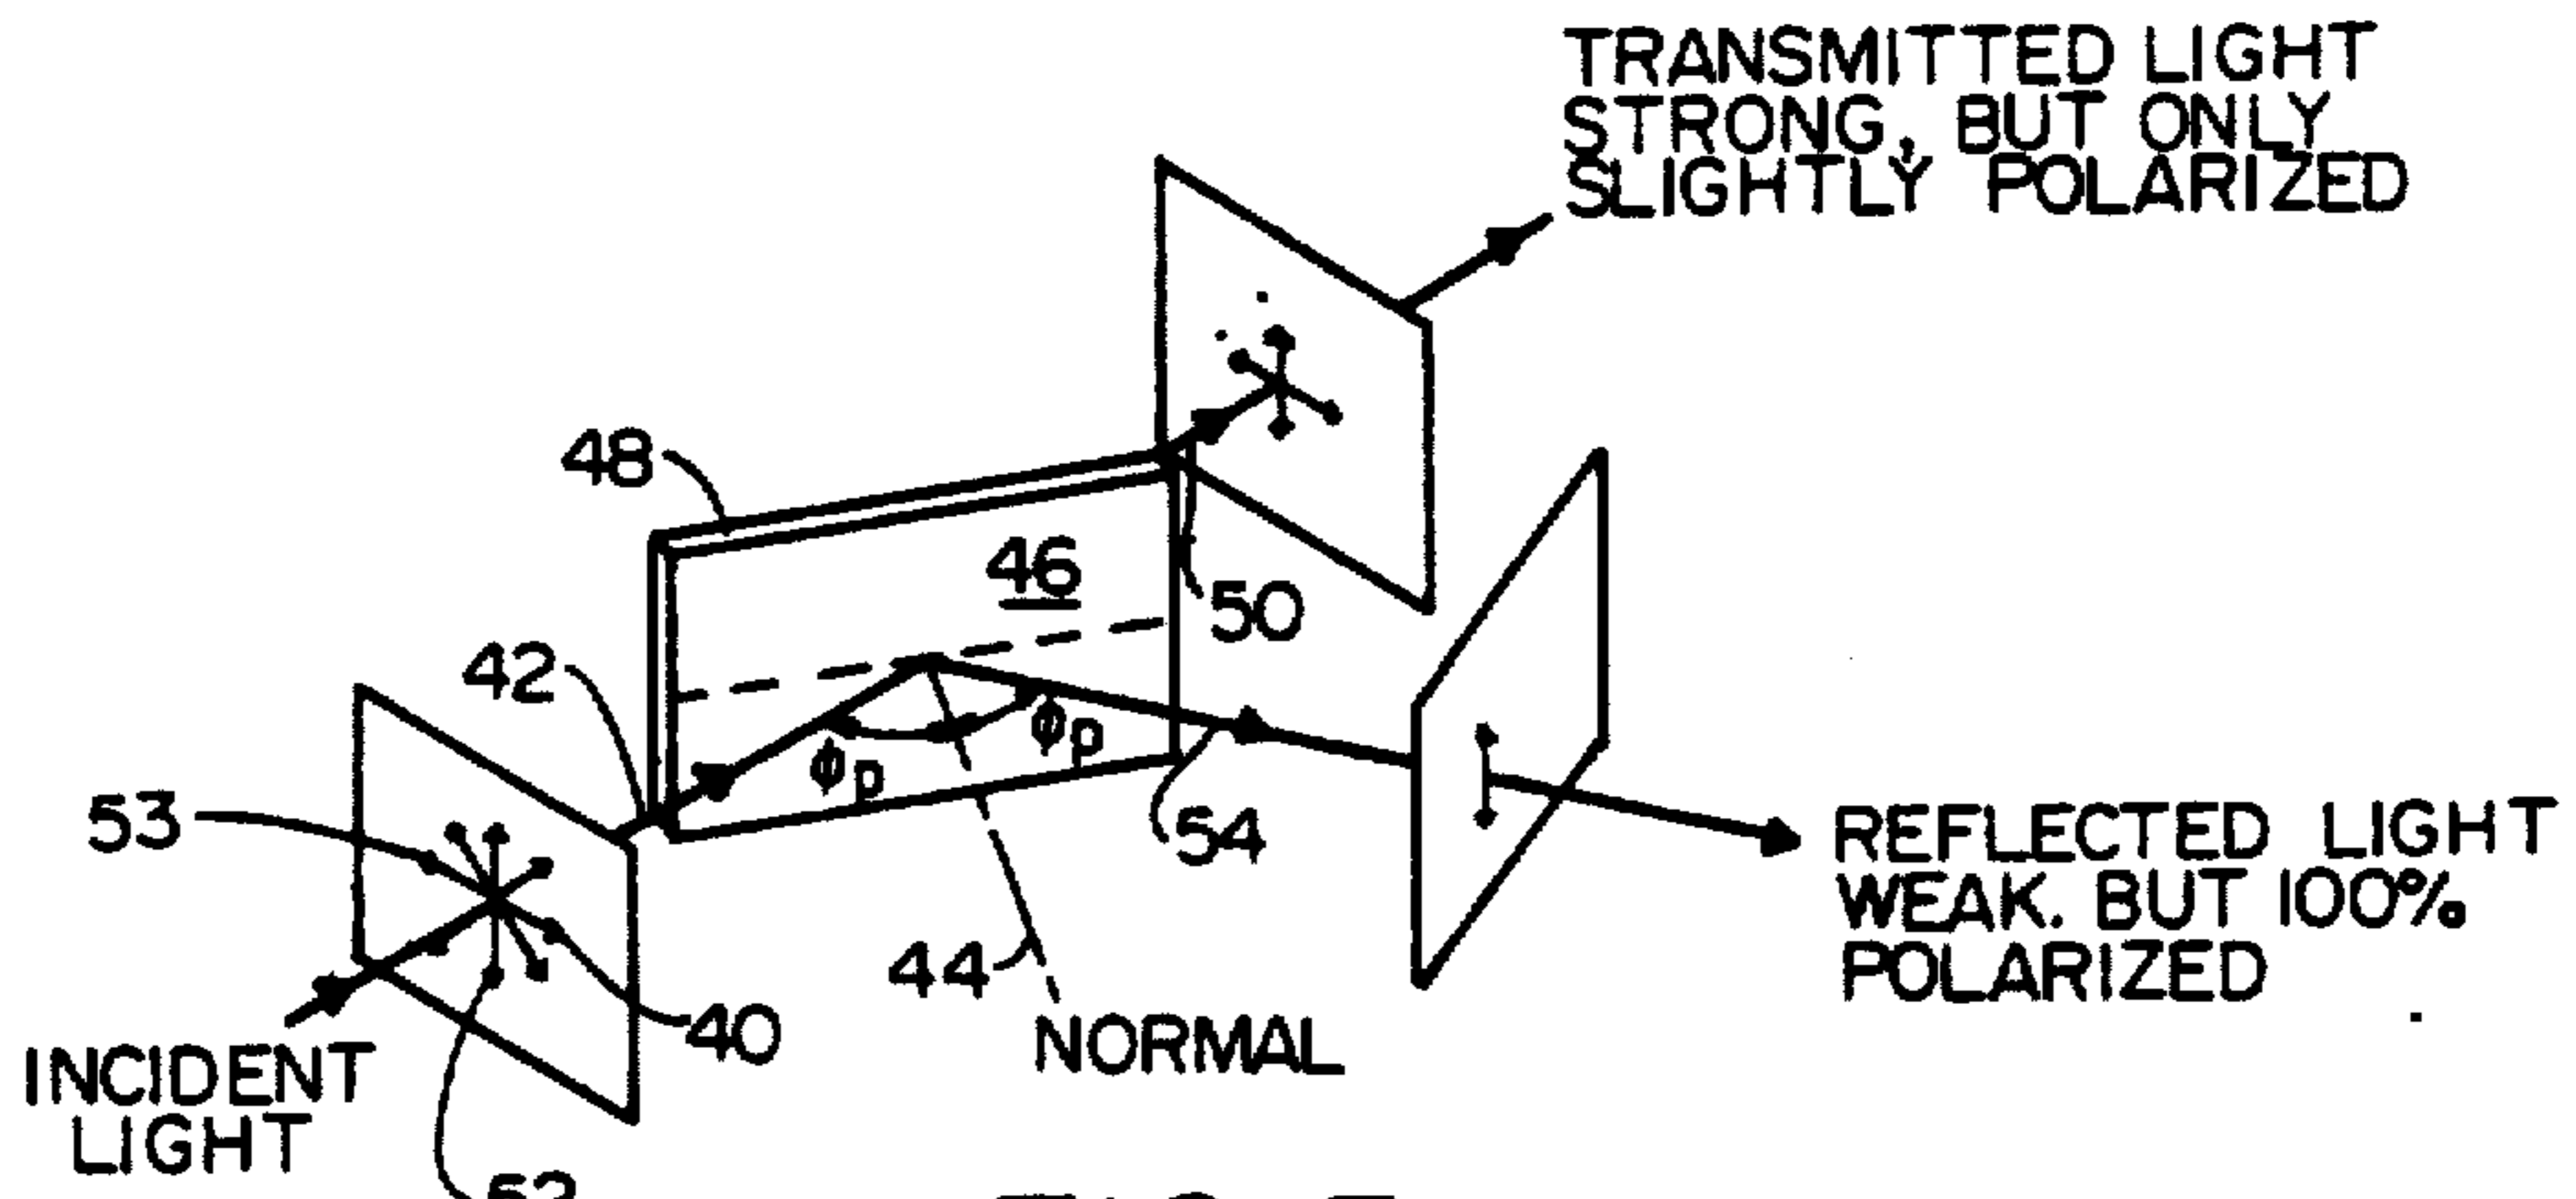 TRANSMITTED LIGHT
STRONG, BUT ONLY
SLIGHTLY POLARIZED
48
46
50
42
ϕp
ϕp
53
54
REFLECTED LIGHT
WEAK. BUT 100%
POLARIZED
44
40
NORMAL
INCIDENT
LIGHT